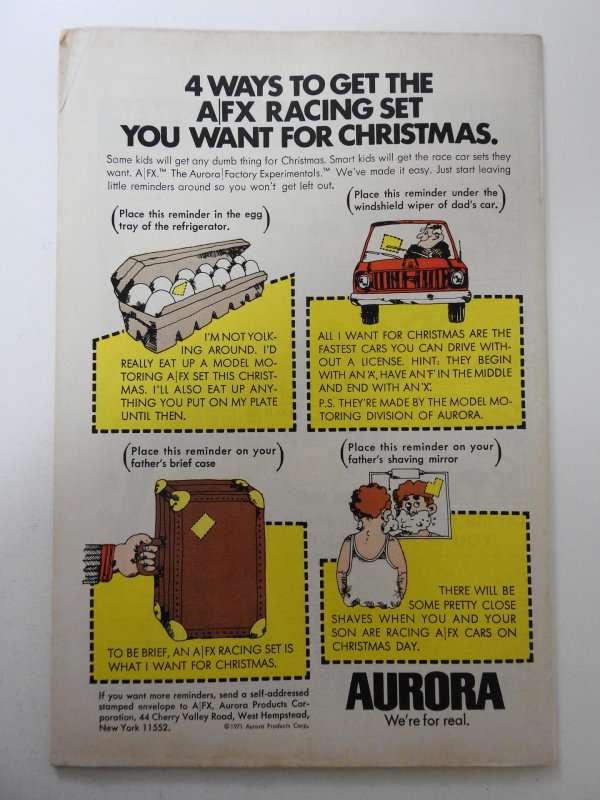 4 WAYS TO GET THE
A|FX RACING SET
YOU WANT FOR CHRISTMAS.
Some kids will get any dumb thing for Christmas. Smart kids will get the race car sets they
want. A|FX.™ The Aurora|Factory Experimentals.™ We've made it easy. Just start leaving
little reminders around so you won't get left out.
(Place this reminder in the egg
tray of the refrigerator.)
I'M NOT YOLK-
ING AROUND. I'D
REALLY EAT UP A MODEL MO-
TORING A|FX SET THIS CHRIST-
MAS. I'LL ALSO EAT UP ANY-
THING YOU PUT ON MY PLATE
UNTIL THEN.
(Place this reminder under the
windshield wiper of dad's car.)
ALL I WANT FOR CHRISTMAS ARE THE
FASTEST CARS YOU CAN DRIVE WITH-
OUT A LICENSE. HINT: THEY BEGIN
WITH AN 'A', HAVE AN 'F' IN THE MIDDLE
AND END WITH AN 'X'.
P.S. THEY'RE MADE BY THE MODEL MO-
TORING DIVISION OF AURORA.
(Place this reminder on your
father's brief case)
TO BE BRIEF, AN A|FX RACING SET IS
WHAT I WANT FOR CHRISTMAS.
(Place this reminder on your
father's shaving mirror)
THERE WILL BE
SOME PRETTY CLOSE
SHAVES WHEN YOU AND YOUR
SON ARE RACING A|FX CARS ON
CHRISTMAS DAY.
If you want more reminders, send a self-addressed
stamped envelope to A|FX, Aurora Products Cor-
poration, 44 Cherry Valley Road, West Hempstead,
New York 11552. ©1971 Aurora Products Corp.
AURORA
We're for real.